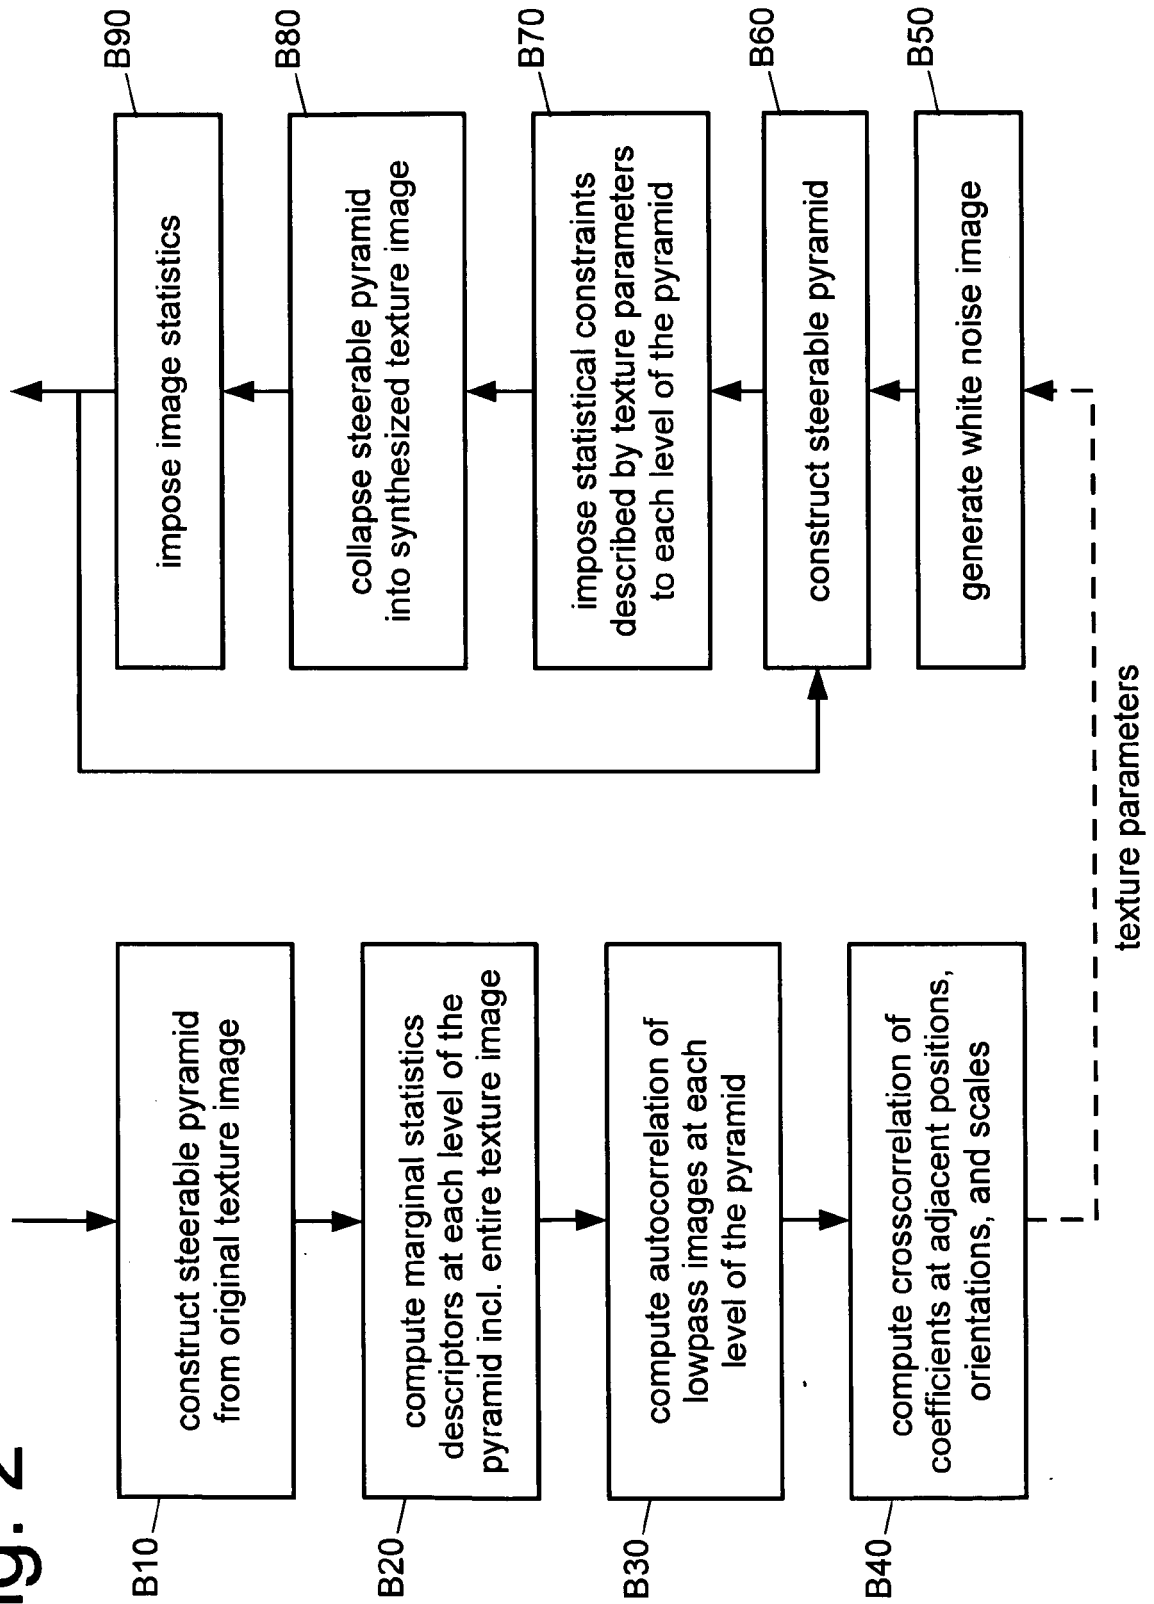 ig. 2
B10
construct steerable pyramid
from original texture image
B20
compute marginal statistics
descriptors at each level of the
pyramid incl. entire texture image
B30
compute autocorrelation of
lowpass images at each
level of the pyramid
B40
compute crosscorrelation of
coefficients at adjacent positions,
orientations, and scales
texture parameters
B90
impose image statistics
B80
collapse steerable pyramid
into synthesized texture image
B70
impose statistical constraints
described by texture parameters
to each level of the pyramid
B60
construct steerable pyramid
B50
generate white noise image